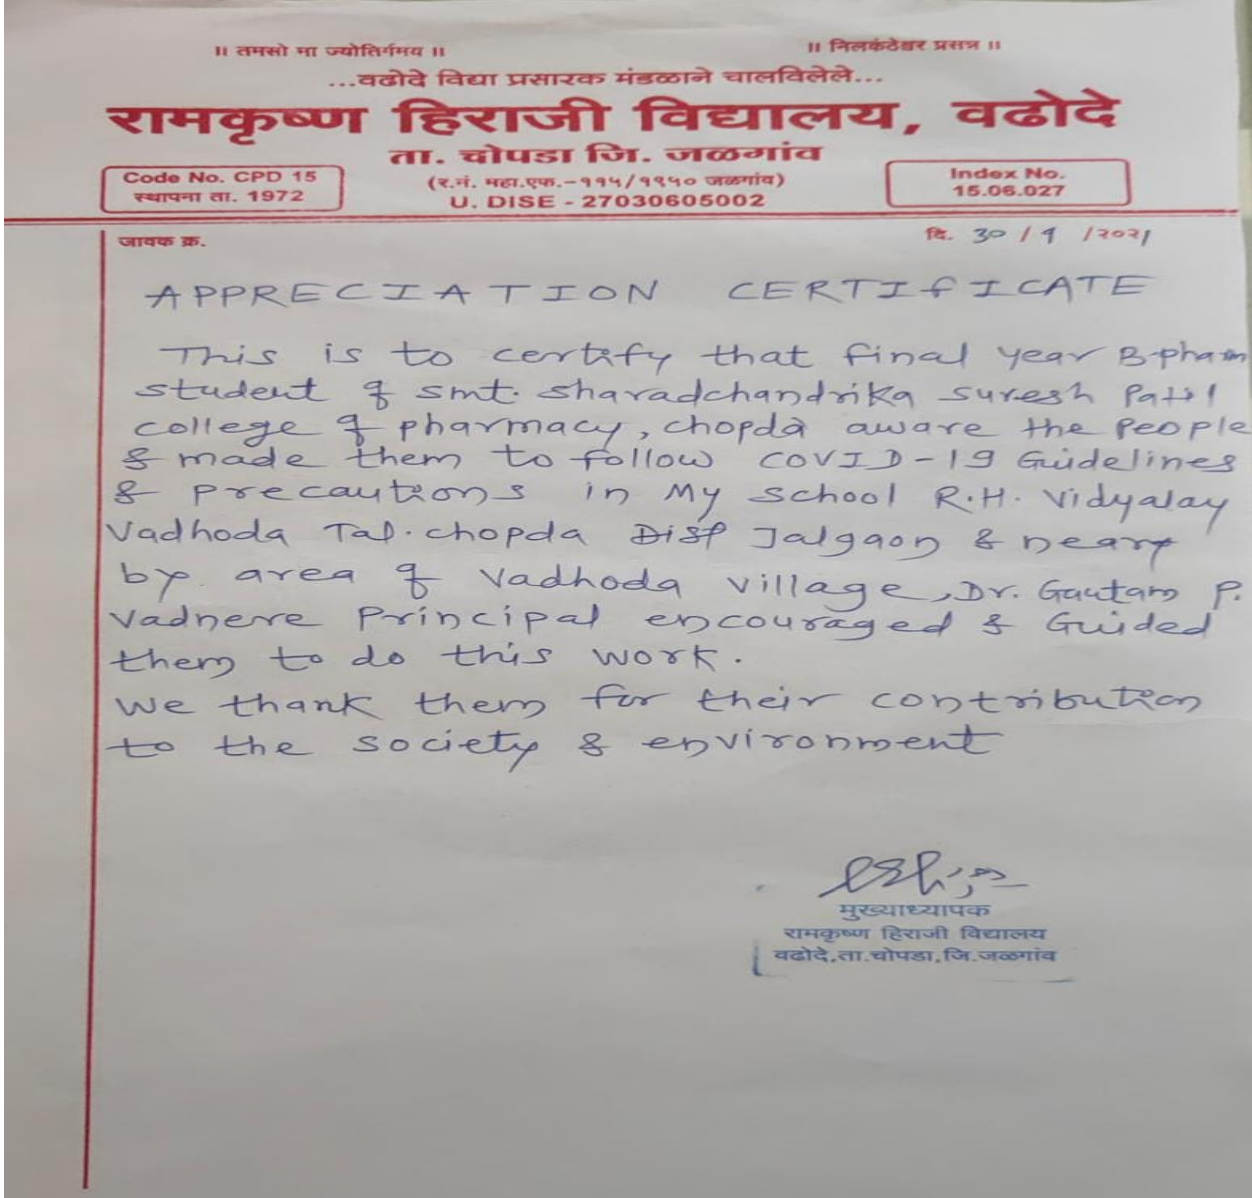 ॥ तमसो मा ज्योतिर्गमय ॥ ॥ निलकंठेश्वर प्रसन्न ॥
...वढोदे विद्या प्रसारक मंडळाने चालविलेले...
रामकृष्ण हिराजी विद्यालय, वढोदे
ता. चोपडा जि. जळगांव
Code No. CPD 15
स्थापना ता. 1972
(र.नं. महा.एफ.-११५/१९५० जळगांव)
U. DISE - 27030605002
Index No.
15.06.027
जावक क्र. दि. 30 / 9 /२०२१
APPRECIATION CERTIFICATE
This is to certify that final year B-pharm
student of smt. sharadchandrika suresh Patil
college of pharmacy, chopda aware the People
& made them to follow COVID-19 Guidelines
& precautions in My school R.H. Vidyalay
Vadhoda Tal. chopda Dist Jalgaon & neary
by area of Vadhoda village, Dr. Gautam P.
Vadnere Principal encouraged & Guided
them to do this work.
We thank them for their contribution
to the society & environment
मुख्याध्यापक
रामकृष्ण हिराजी विद्यालय
वढोदे,ता.चोपडा,जि.जळगांव